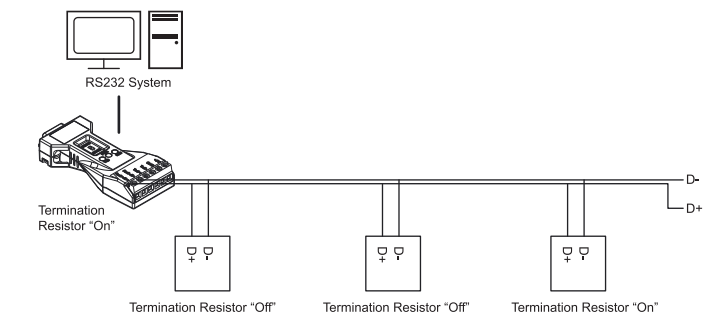 RS232 System
D-
D+
Termination
Resistor “On”
D
+
D
-
D
+
D
-
D
+
D
-
Termination Resistor “Off”
Termination Resistor “Off”
Termination Resistor “On”